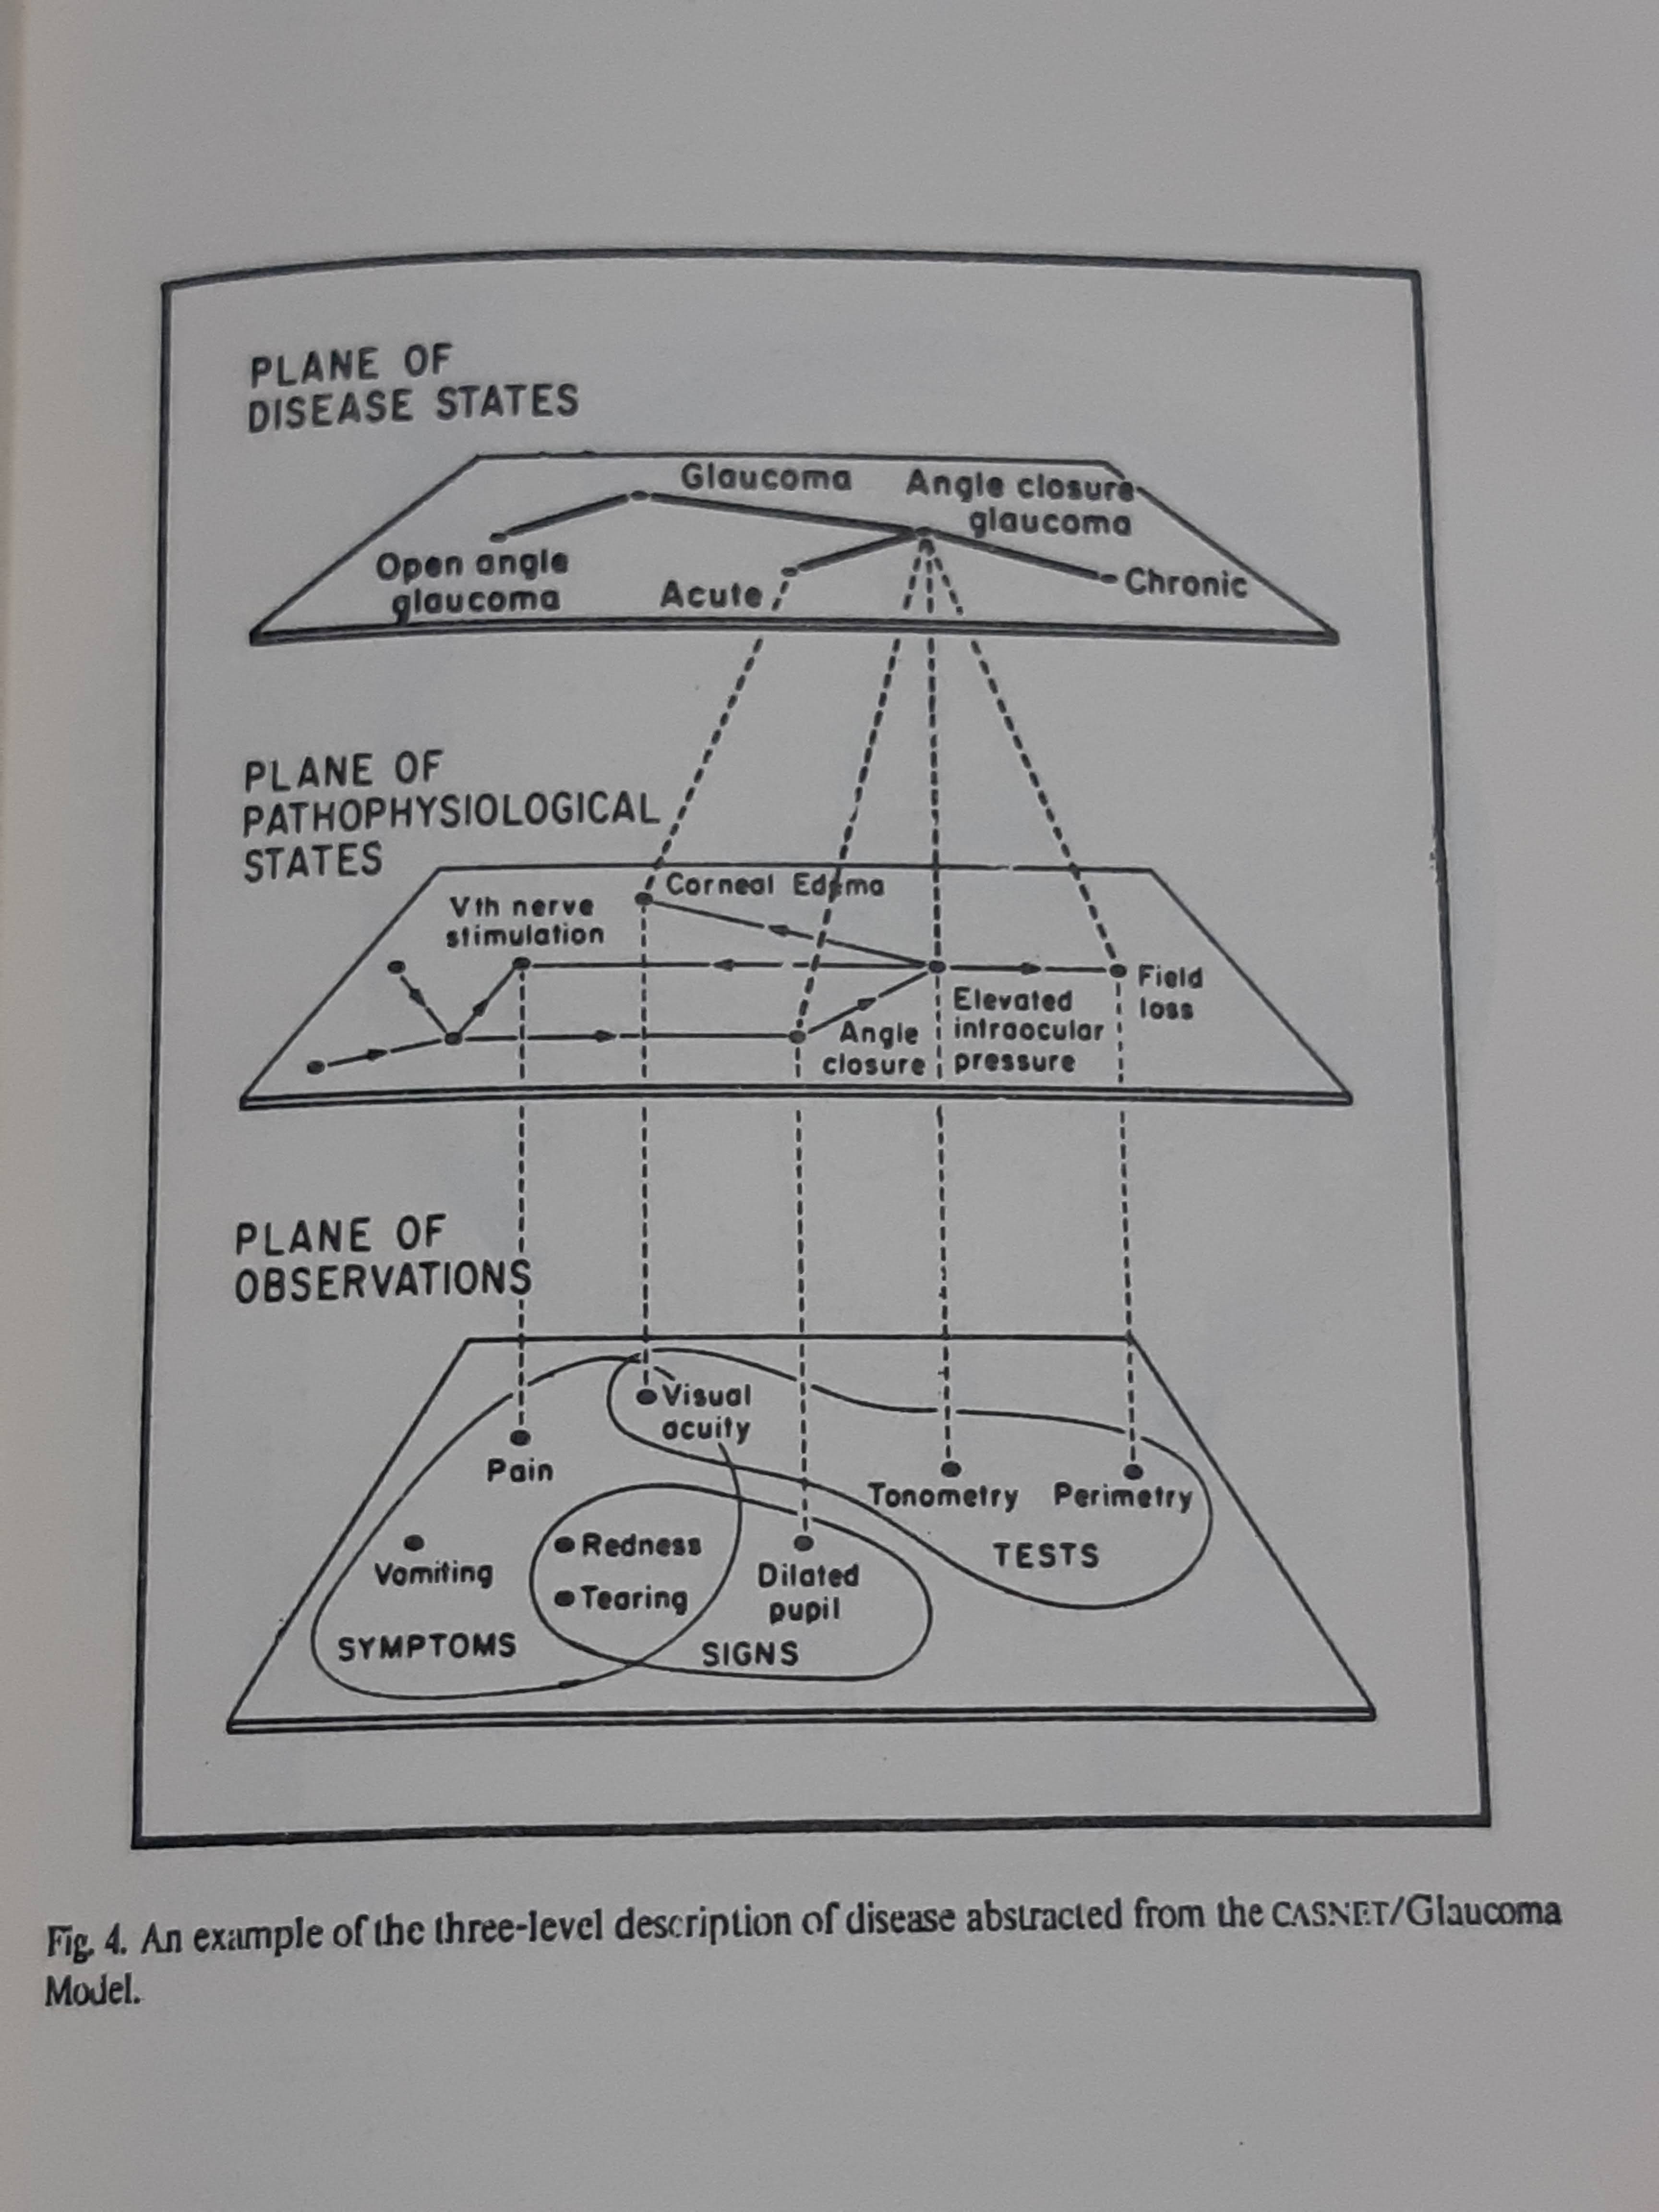 PLANE OF
DISEASE STATES
Glaucoma
Angle closure
glaucoma
Open angle
glaucoma
Acute
Chronic
PLANE OF
PATHOPHYSIOLOGICAL
STATES
Corneal Edema
Vth nerve
stimulation
Field
loss
Elevated
intraocular
pressure
Angle
closure
PLANE OF
OBSERVATIONS
Visual
acuity
Pain
Tonometry
Perimetry
TESTS
Redness
Vomiting
Dilated
pupil
Tearing
SYMPTOMS
SIGNS
Fig. 4. An example of the three-level description of disease abstracted from the CASNET/Glaucoma
Model.